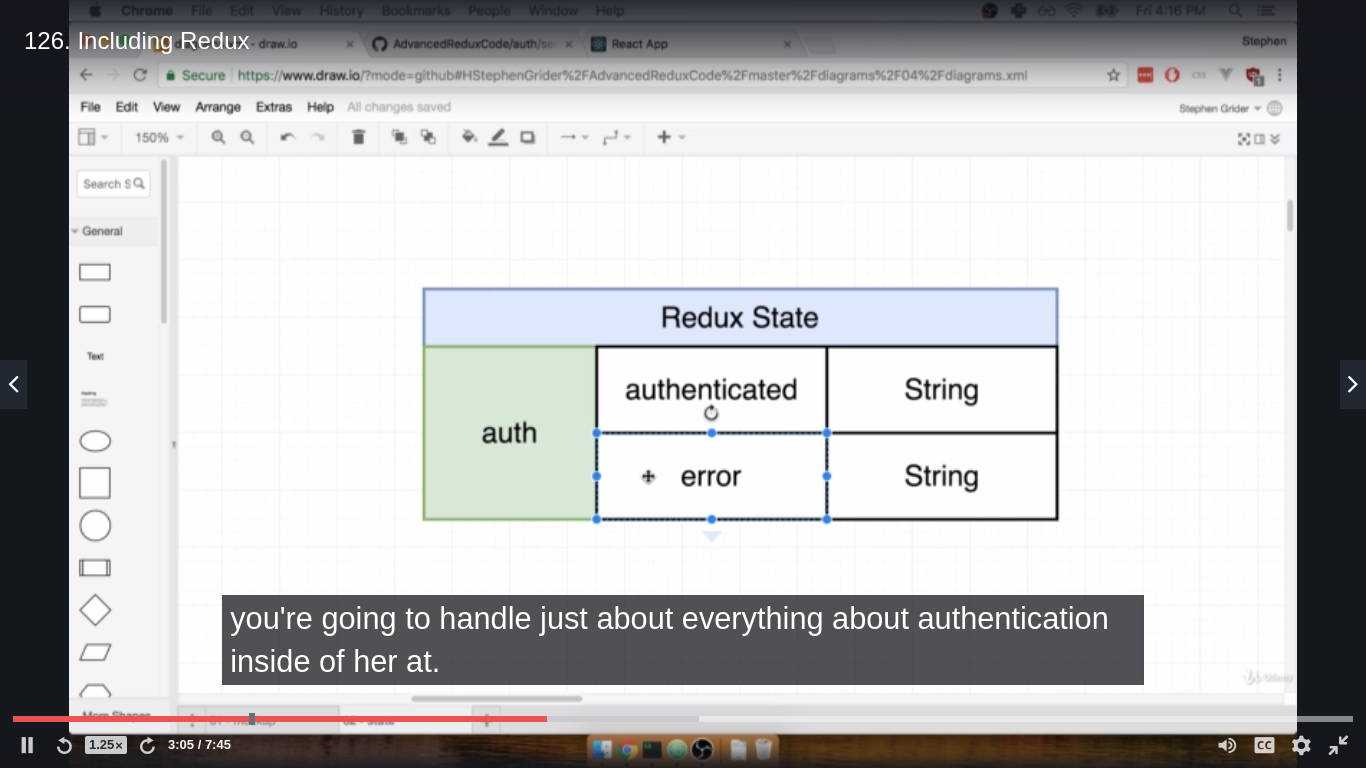 Chrome File Edit View History Bookmarks People Window Help Fri 4:16 PM
126. Including Redux
- draw.io AdvancedReduxCode/auth/se React App Stephen
Secure https://www.draw.io/?mode=github#HStephenGrider%2FAdvancedReduxCode%2Fmaster%2Fdiagrams%2F04%2Fdiagrams.xml
File Edit View Arrange Extras Help All changes saved Stephen Grider
150%
Search S
General
Text
Redux State
authenticated String
auth
error String
you're going to handle just about everything about authentication
inside of her at.
Udemy
More Shapes
1.25x 3:05 / 7:45 CC